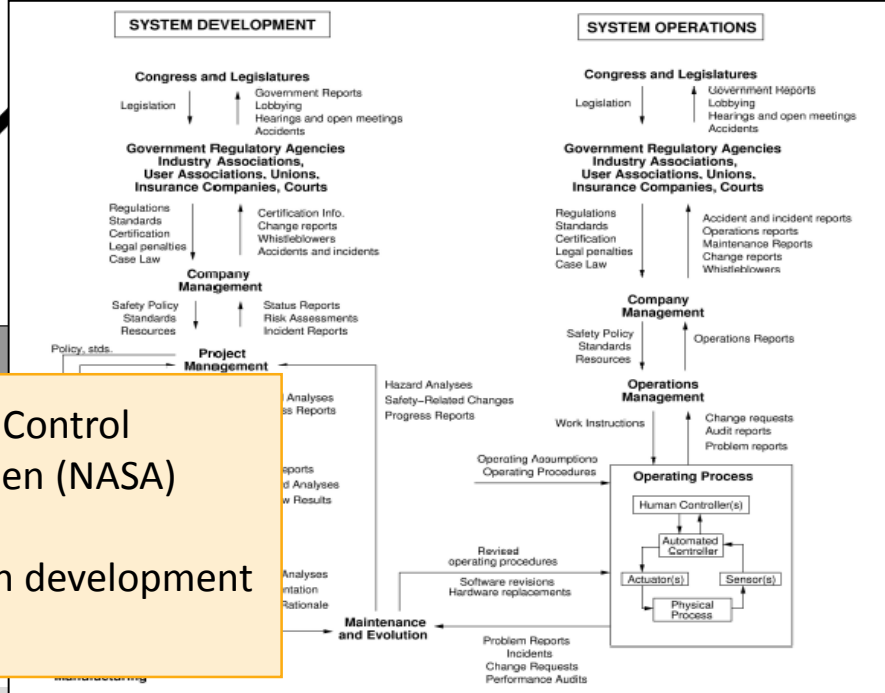 SYSTEM DEVELOPMENT
Congress and Legislatures
Legislation
Government Reports
Lobbying
Hearings and open meetings
Accidents
Government Regulatory Agencies
Industry Associations,
User Associations. Unions.
Insurance Companies, Courts
Regulations
Standards
Certification
Legal penalties
Case Law
Certification Info.
Change reports
Whistleblowers
Accidents and incidents
Company
Management
Safety Policy
Standards
Resources
Status Reports
Risk Assessments
Incident Reports
Policy, stds.
Project
Management
Hazard Analyses
Safety-Related Changes
Progress Reports
Analyses
Reports
Analyses
Results
Analyses
Rationale
Control
(NASA)
development
Maintenance
and Evolution
SYSTEM OPERATIONS
Congress and Legislatures
Legislation
Government Reports
Lobbying
Hearings and open meetings
Accidents
Government Regulatory Agencies
Industry Associations,
User Associations. Unions.
Insurance Companies, Courts
Regulations
Standards
Certification
Legal penalties
Case Law
Accident and incident reports
Operations reports
Maintenance Reports
Change reports
Whistleblowers
Company
Management
Safety Policy
Standards
Resources
Operations Reports
Operations
Management
Work Instructions
Change requests
Audit reports
Problem reports
Operating Assumptions
Operating Procedures
Operating Process
Human Controller(s)
Automated
Controller
Actuator(s)
Sensor(s)
Physical
Process
Revised
operating procedures
Software revisions
Hardware replacements
Problem Reports
Incidents
Change Requests
Performance Audits